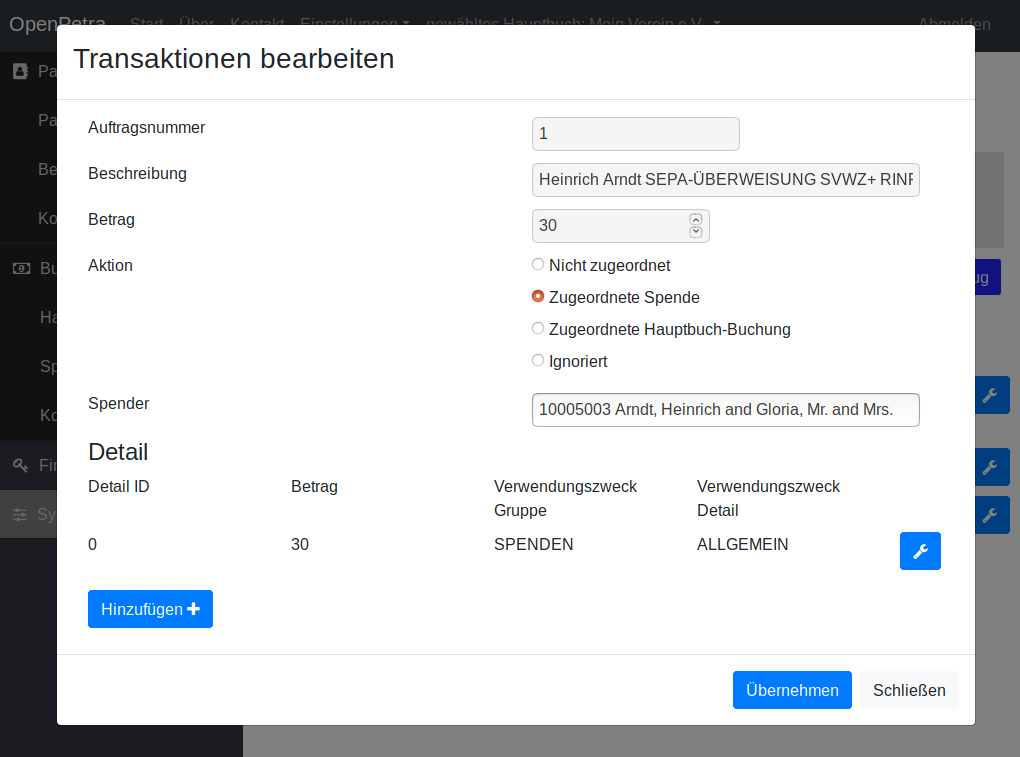 OpenPetra Start Über Kontakt Einstellungen gewähltes Hauptbuch: Mein Verein e.V. Abmelden
Transaktionen bearbeiten
Auftragsnummer 1
Beschreibung Heinrich Arndt SEPA-ÜBERWEISUNG SVWZ+
Betrag 30
Aktion Nicht zugeordnet
Zugeordnete Spende
Zugeordnete Hauptbuch-Buchung
Ignoriert
Spender 10005003 Arndt, Heinrich and Gloria, Mr. and Mrs.
Detail
Detail ID Betrag Verwendungszweck Gruppe Verwendungszweck Detail
0 30 SPENDEN ALLGEMEIN
Hinzufügen
Übernehmen Schließen